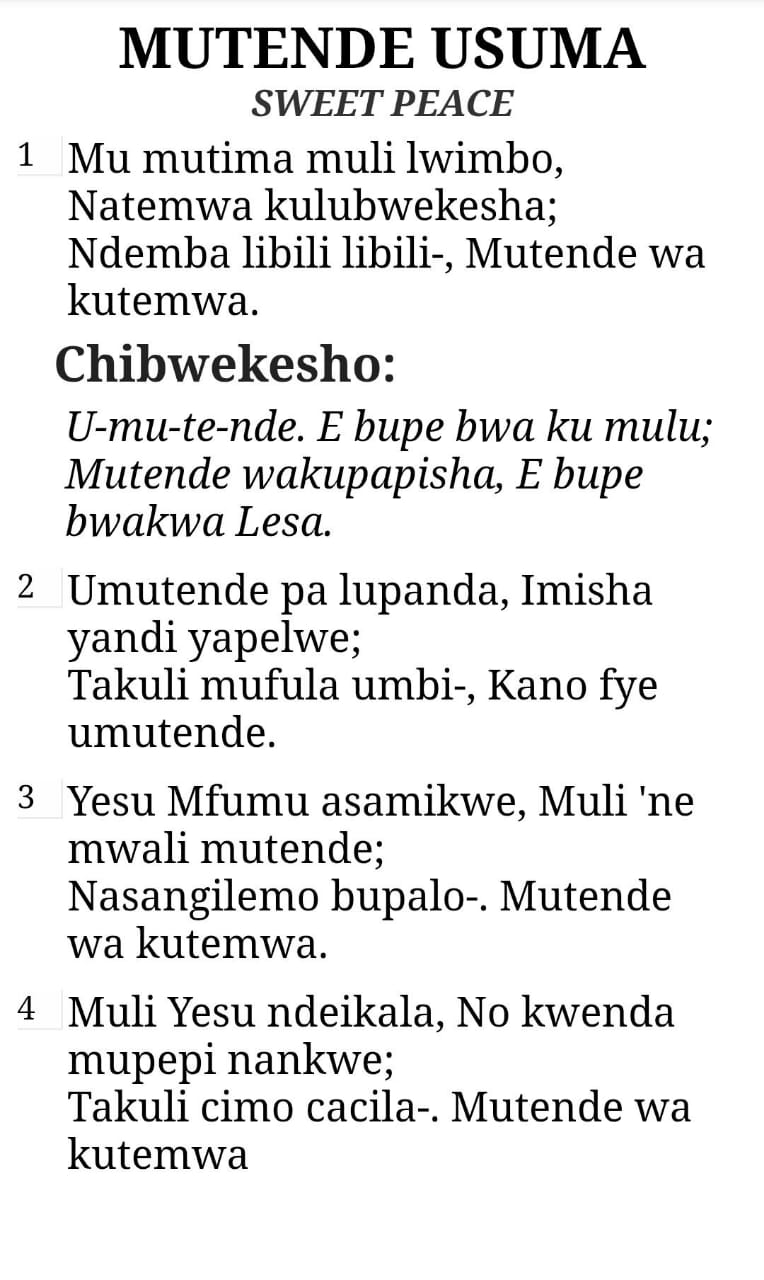 MUTENDE USUMA
SWEET PEACE
1 Mu mutima muli lwimbo,
Natemwa kulubwekesha;
Ndemba libili libili-, Mutende wa
kutemwa.
Chibwekesho:
U-mu-te-nde. E bupe bwa ku mulu;
Mutende wakupapisha, E bupe
bwakwa Lesa.
2 Umutende pa lupanda, Imisha
yandi yapelwe;
Takuli mufula umbi-, Kano fye
umutende.
3 Yesu Mfumu asamikwe, Muli 'ne
mwali mutende;
Nasangilemo bupalo-. Mutende
wa kutemwa.
4 Muli Yesu ndeikala, No kwenda
mupepi nankwe;
Takuli cimo cacila-. Mutende wa
kutemwa